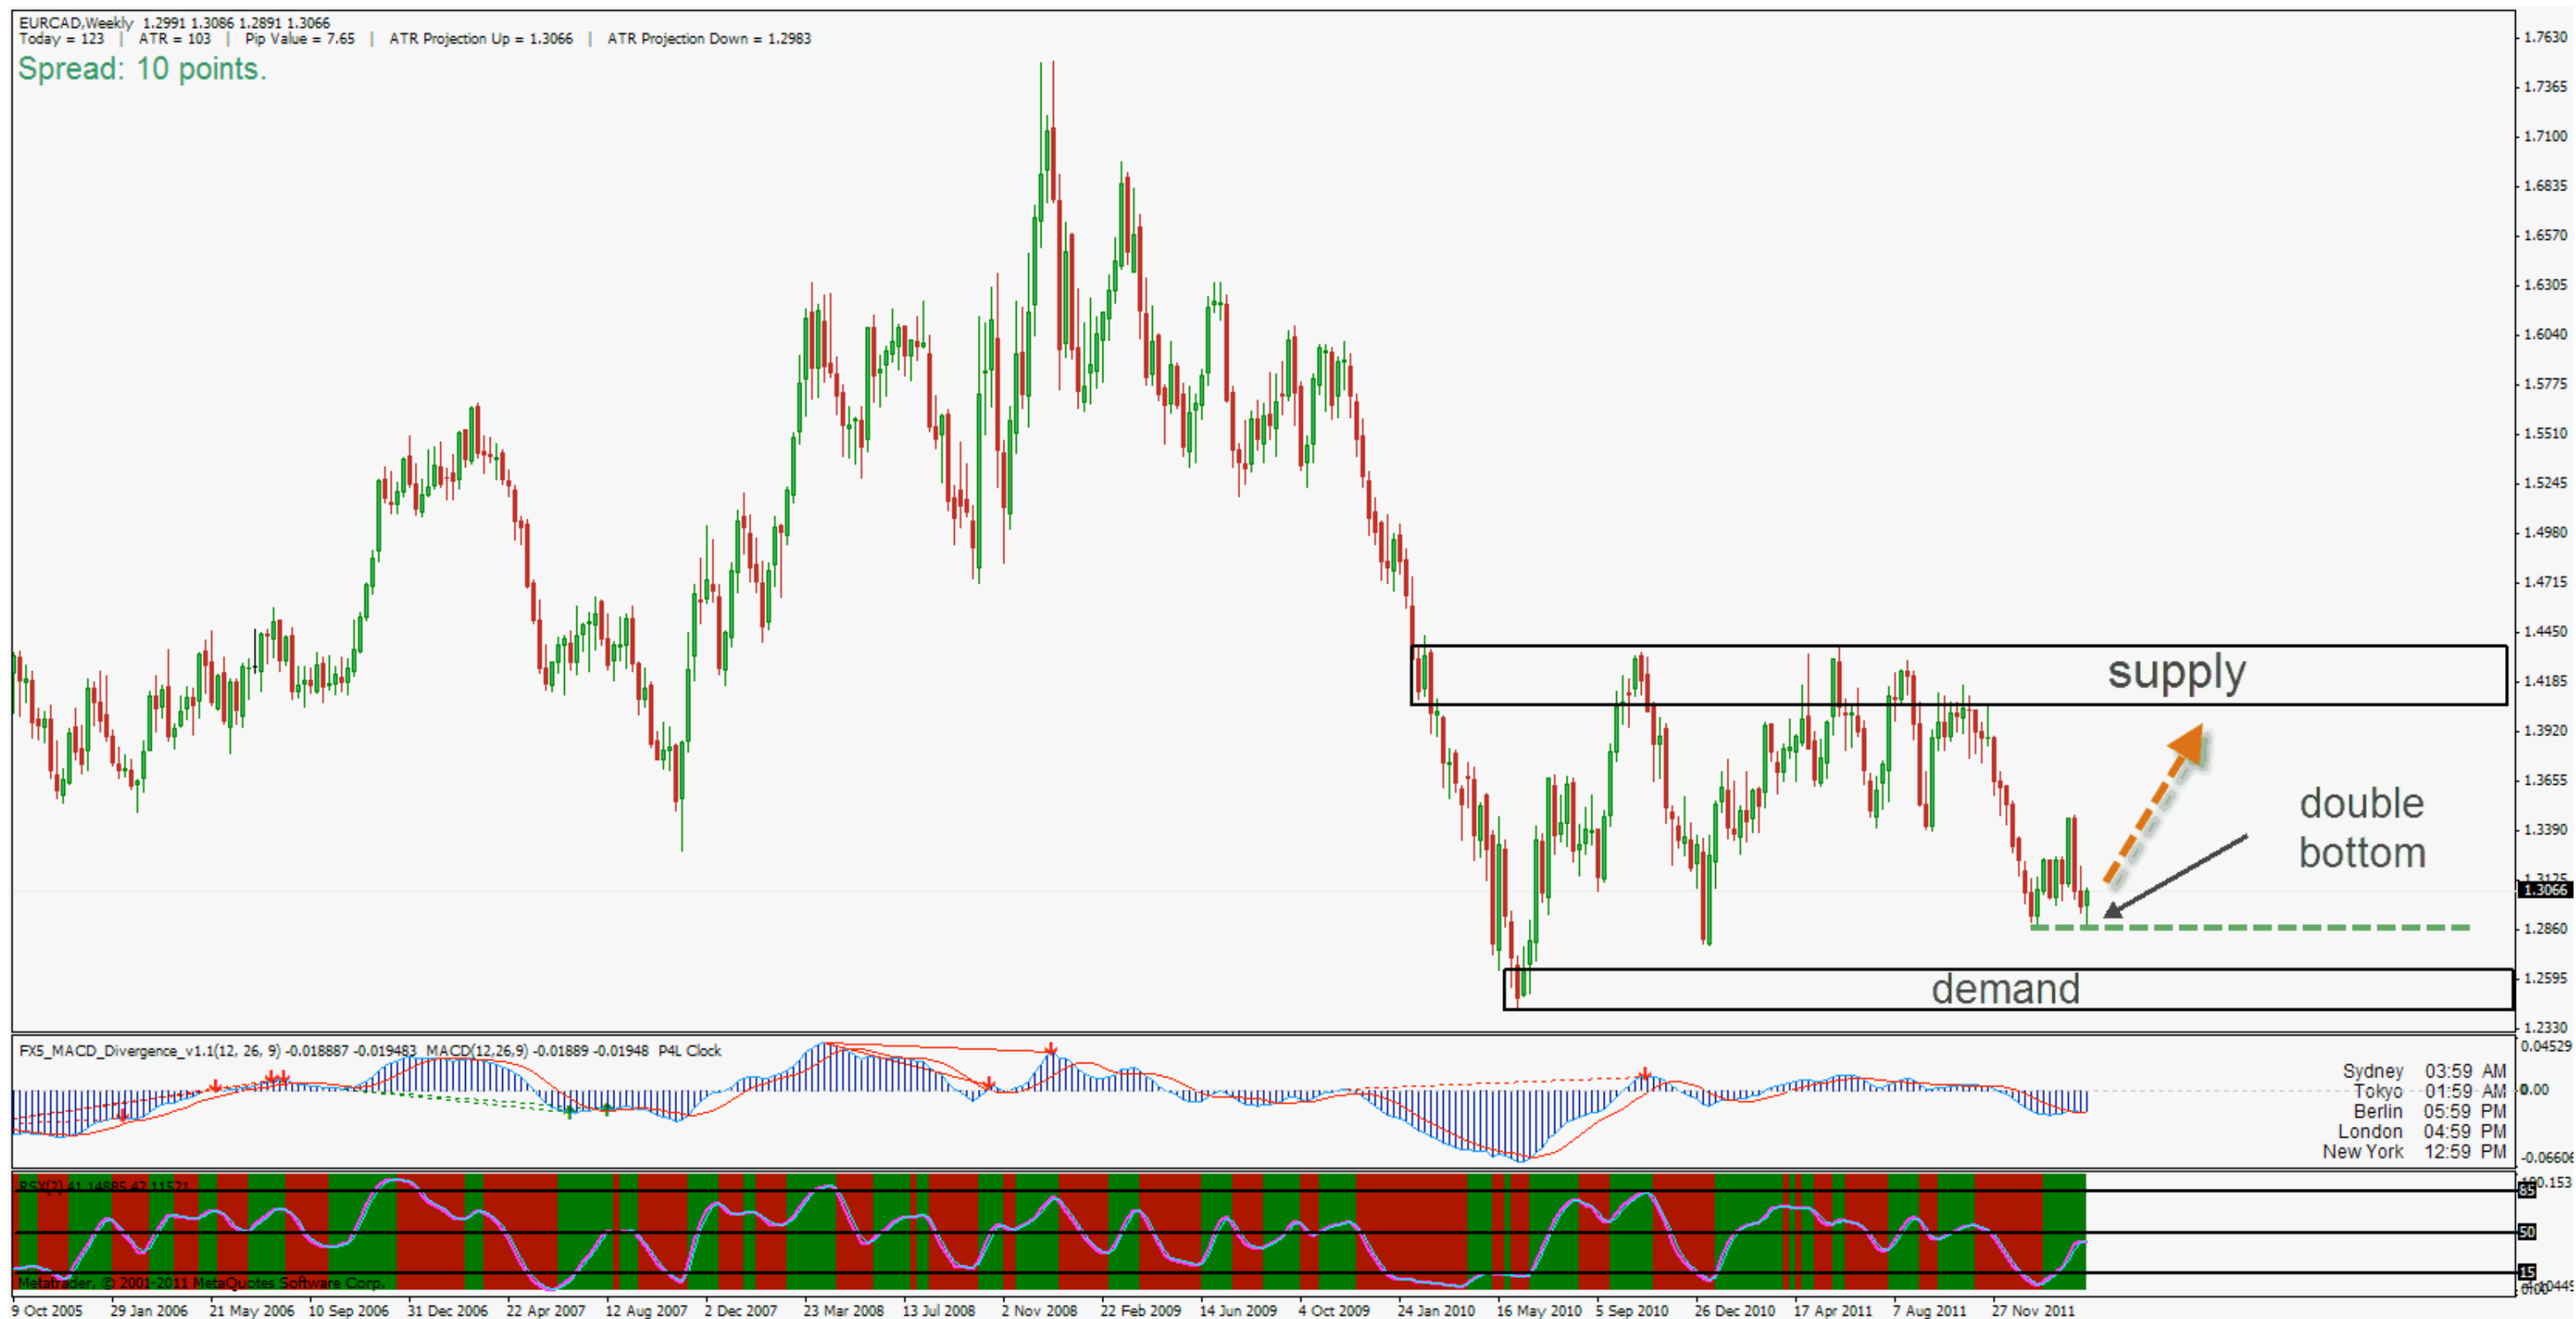 EURCAD,Weekly 1.2991 1.3086 1.2891 1.3066
Today = 123 | ATR = 103 | Pip Value = 7.65 | ATR Projection Up = 1.3066 | ATR Projection Down = 1.2983
Spread: 10 points.
1.7630
1.7365
1.7100
1.6835
1.6570
1.6305
1.6040
1.5775
1.5510
1.5245
1.4980
1.4715
1.4450
supply
1.4185
1.3920
1.3655
double
bottom
1.3390
1.3125
1.3066
1.2860
demand
1.2595
1.2330
FX5_MACD_Divergence_v1.1(12, 26, 9) -0.018887 -0.019483 MACD(12,26,9) -0.01889 -0.01948 P4L Clock
0.04529
0.00
Sydney 03:59 AM
Tokyo 01:59 AM
Berlin 05:59 PM
London 04:59 PM
New York 12:59 PM
-0.06606
RSX(2) 41.14885 42.11521
85
50
15
Metatrader, © 2001-2011 MetaQuotes Software Corp.
9 Oct 2005 29 Jan 2006 21 May 2006 10 Sep 2006 31 Dec 2006 22 Apr 2007 12 Aug 2007 2 Dec 2007 23 Mar 2008 13 Jul 2008 2 Nov 2008 22 Feb 2009 14 Jun 2009 4 Oct 2009 24 Jan 2010 16 May 2010 5 Sep 2010 26 Dec 2010 17 Apr 2011 7 Aug 2011 27 Nov 2011